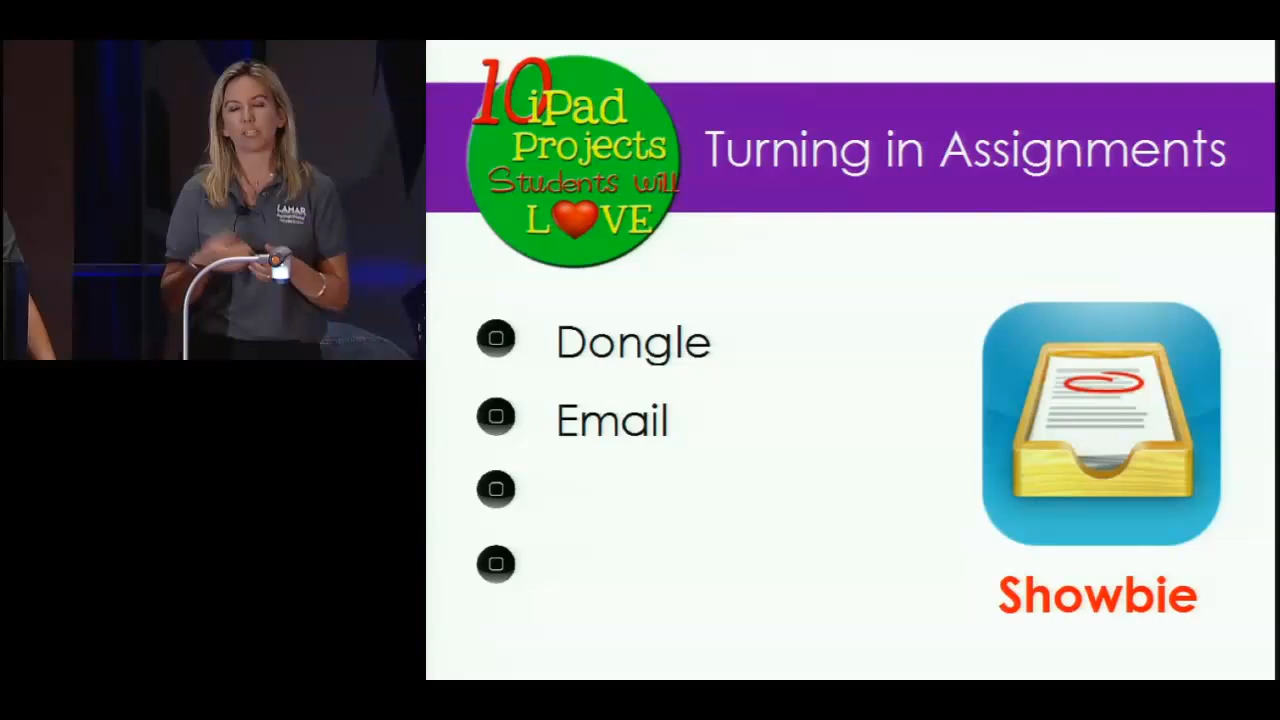 LAMAR
10
iPad
Projects
Students will
L❤VE
Turning in Assignments
Dongle
Email
Showbie